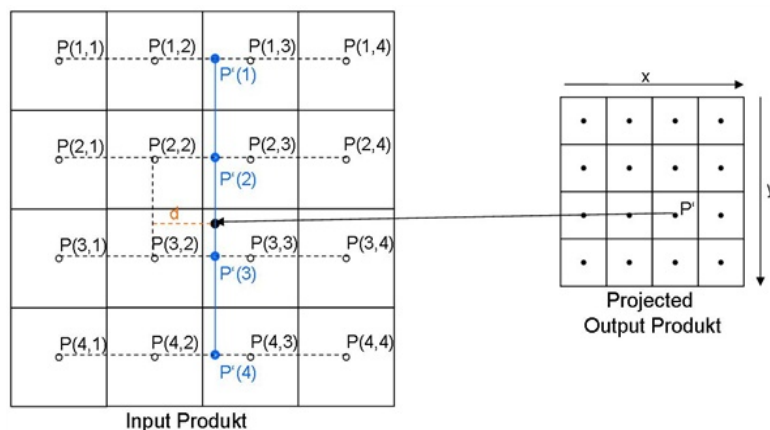 P(1,1) P(1,2) P(1,3) P(1,4)
P'(1)
P(2,1) P(2,2) P(2,3) P(2,4)
P'(2)
d
P(3,1) P(3,2) P(3,3) P(3,4)
P'(3)
P(4,1) P(4,2) P(4,3) P(4,4)
P'(4)
Input Produkt
x
y
P'
Projected
Output Produkt